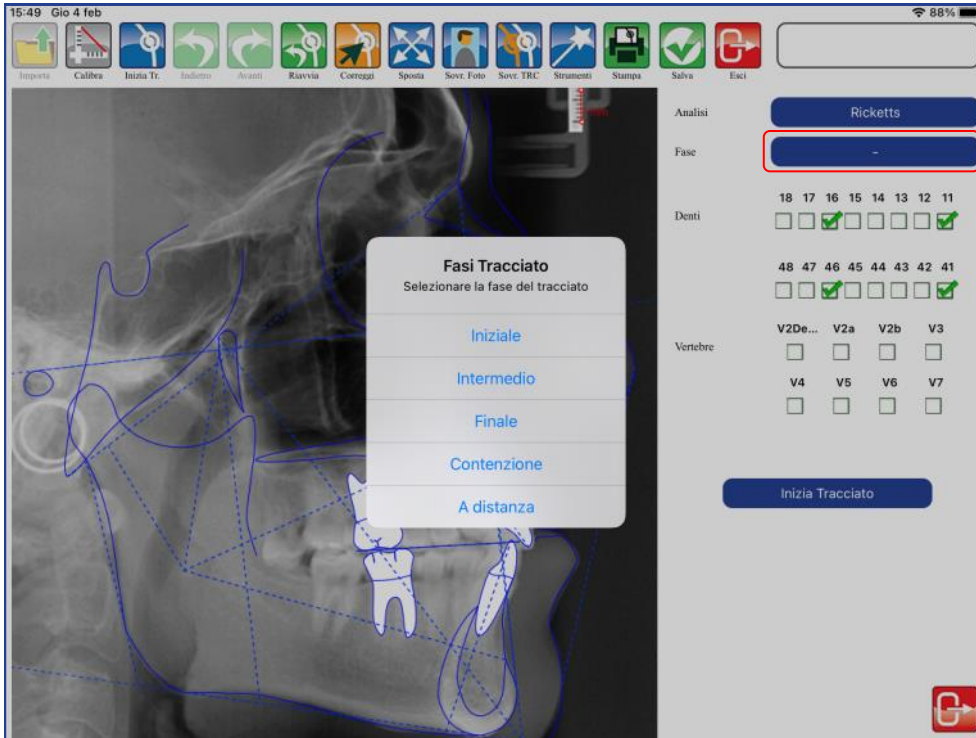 15:49 Gio 4 feb
88%
Importa Calibra Inizia Tr. Indietro Avanti Riavvia Correggi Sposta Sovr. Foto Sovr. TRC Strumenti Stampa Salva Esci
Analisi
Ricketts
Fase
-
Denti
18 17 16 15 14 13 12 11
48 47 46 45 44 43 42 41
Vertebre
V2De... V2a V2b V3
V4 V5 V6 V7
Inizia Tracciato
Fasi Tracciato
Selezionare la fase del tracciato
Iniziale
Intermedio
Finale
Contenzione
A distanza